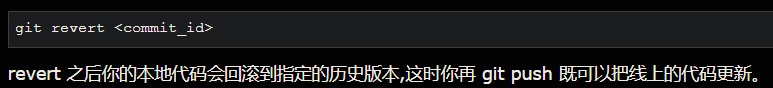 git revert <commit_id>
revert 之后你的本地代码会回滚到指定的历史版本,这时你再 git push 既可以把线上的代码更新。